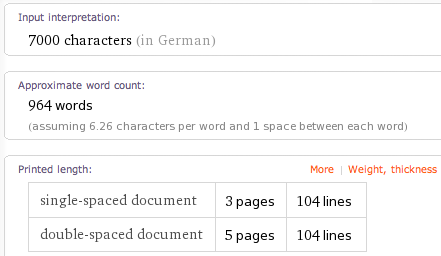 Input interpretation:
7000 characters (in German)
Approximate word count:
964 words
(assuming 6.26 characters per word and 1 space between each word)
Printed length:
More | Weight, thickness
single-spaced document 3 pages 104 lines
double-spaced document 5 pages 104 lines